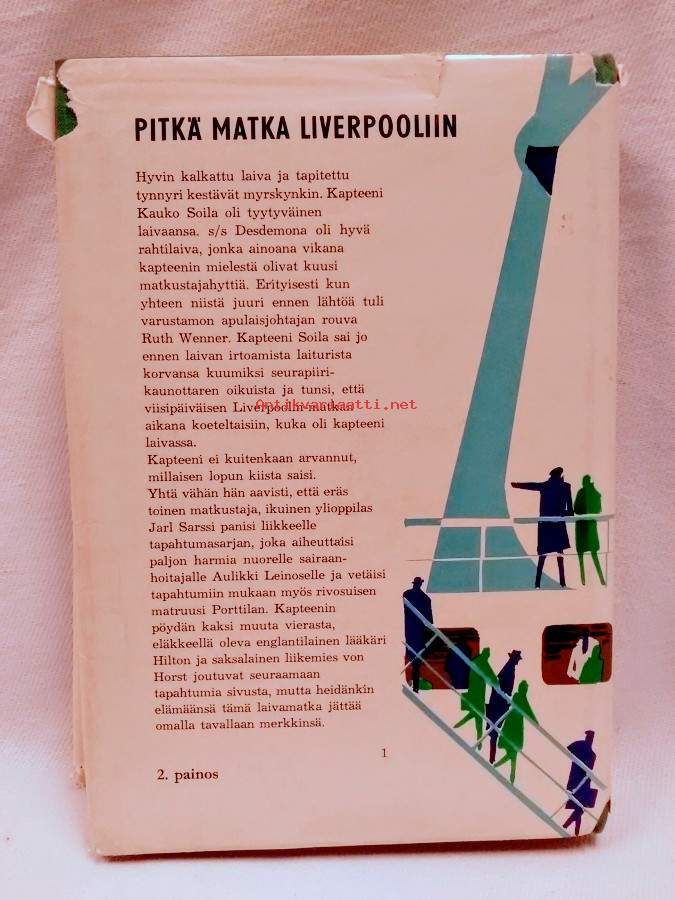 PITKÄ MATKA LIVERPOOLIIN
Hyvin kalkattu laiva ja tapitettu
tynnyri kestävät myrskynkin. Kapteeni
Kauko Soila oli tyytyväinen
laivaansa. s/s Desdemona oli hyvä
rahtilaiva, jonka ainoana vikana
kapteenin mielestä olivat kuusi
matkustajahyttiä. Erityisesti kun
yhteen niistä juuri ennen lähtöä tuli
varustamon apulaisjohtajan rouva
Ruth Wenner. Kapteeni Soila sai jo
ennen laivan irtoamista laiturista
korvansa kuumiksi seurapiiri-
kaunottaren oikuista ja tunsi, että
viisipäiväisen Liverpoolin-matkan
Antikvariaatti.net
aikana koeteltaisiin, kuka oli kapteeni
laivassa.
Kapteeni ei kuitenkaan arvannut,
millaisen lopun kiista saisi.
Yhtä vähän hän aavisti, että eräs
toinen matkustaja, ikuinen ylioppilas
Jarl Sarssi panisi liikkeelle
tapahtumasarjan, joka aiheuttaisi
paljon harmia nuorelle sairaan-
hoitajalle Aulikki Leinoselle ja vetäisi
tapahtumiin mukaan myös rivosuisen
matruusi Porttilan. Kapteenin
pöydän kaksi muuta vierasta,
eläkkeellä oleva englantilainen lääkäri
Hilton ja saksalainen liikemies von
Horst joutuvat seuraamaan
tapahtumia sivusta, mutta heidänkin
elämäänsä tämä laivamatka jättää
omalla tavallaan merkkinsä.
1
2. painos